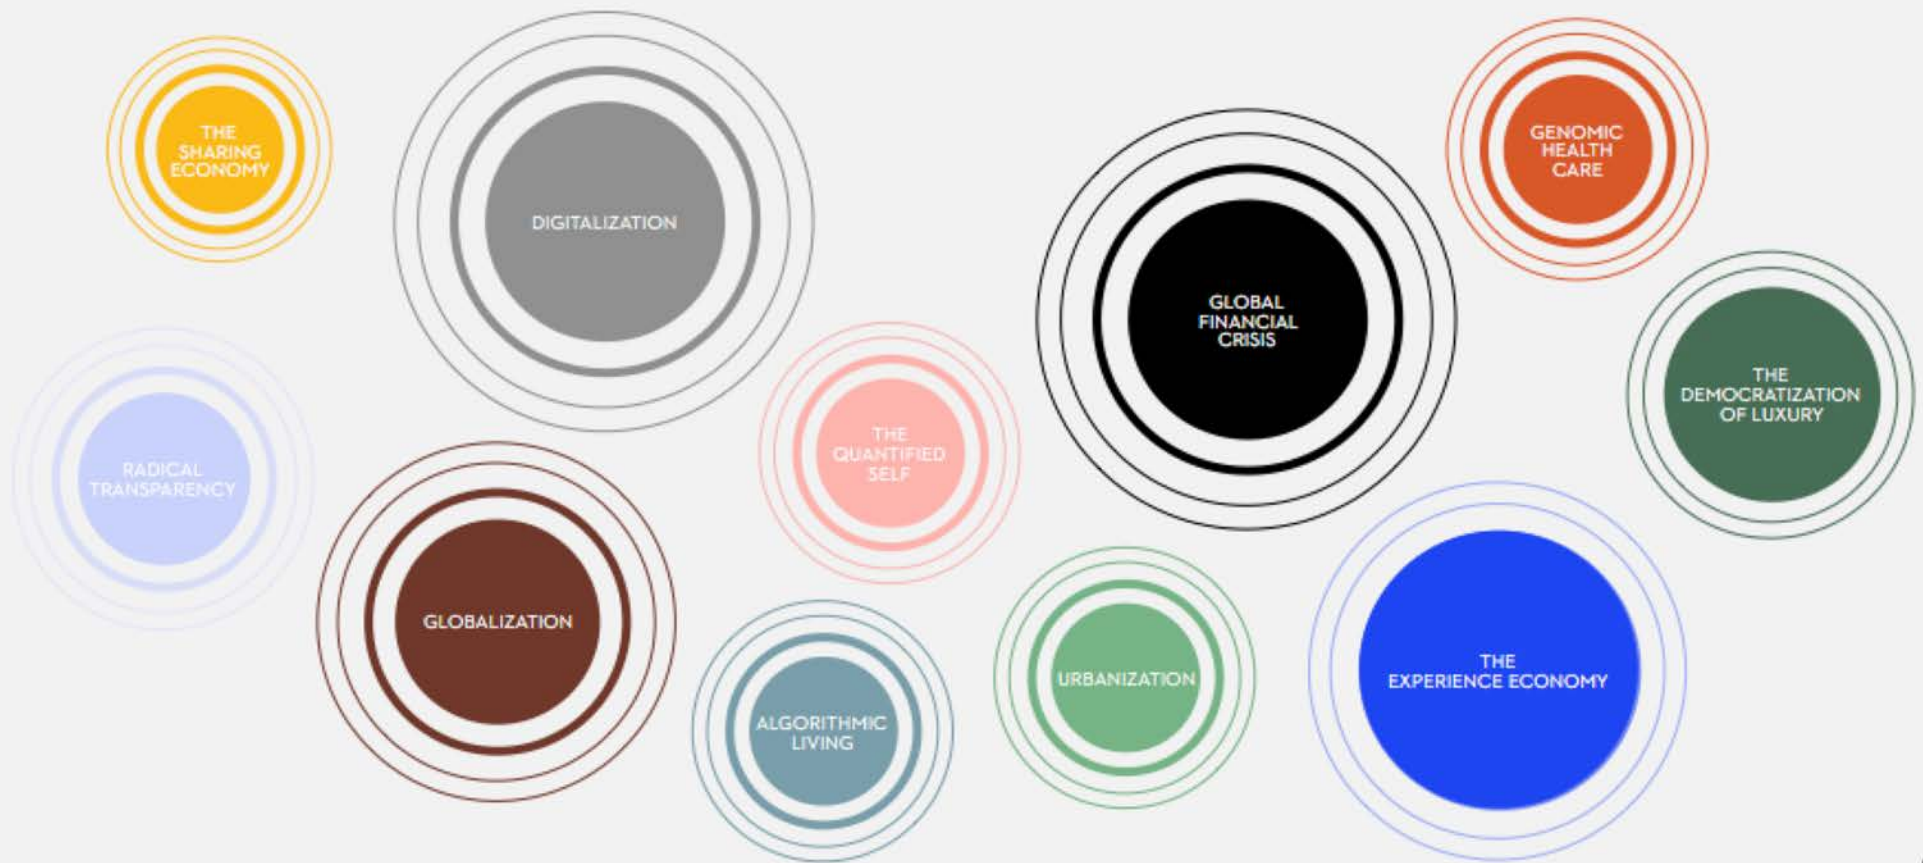 THE
SHARING
ECONOMY
DIGITALIZATION
GLOBAL
FINANCIAL
CRISIS
GENOMIC
HEALTH
CARE
THE
DEMOCRATIZATION
OF LUXURY
RADICAL
TRANSPARENCY
THE
QUANTIFIED
SELF
GLOBALIZATION
ALGORITHMIC
LIVING
URBANIZATION
THE
EXPERIENCE ECONOMY